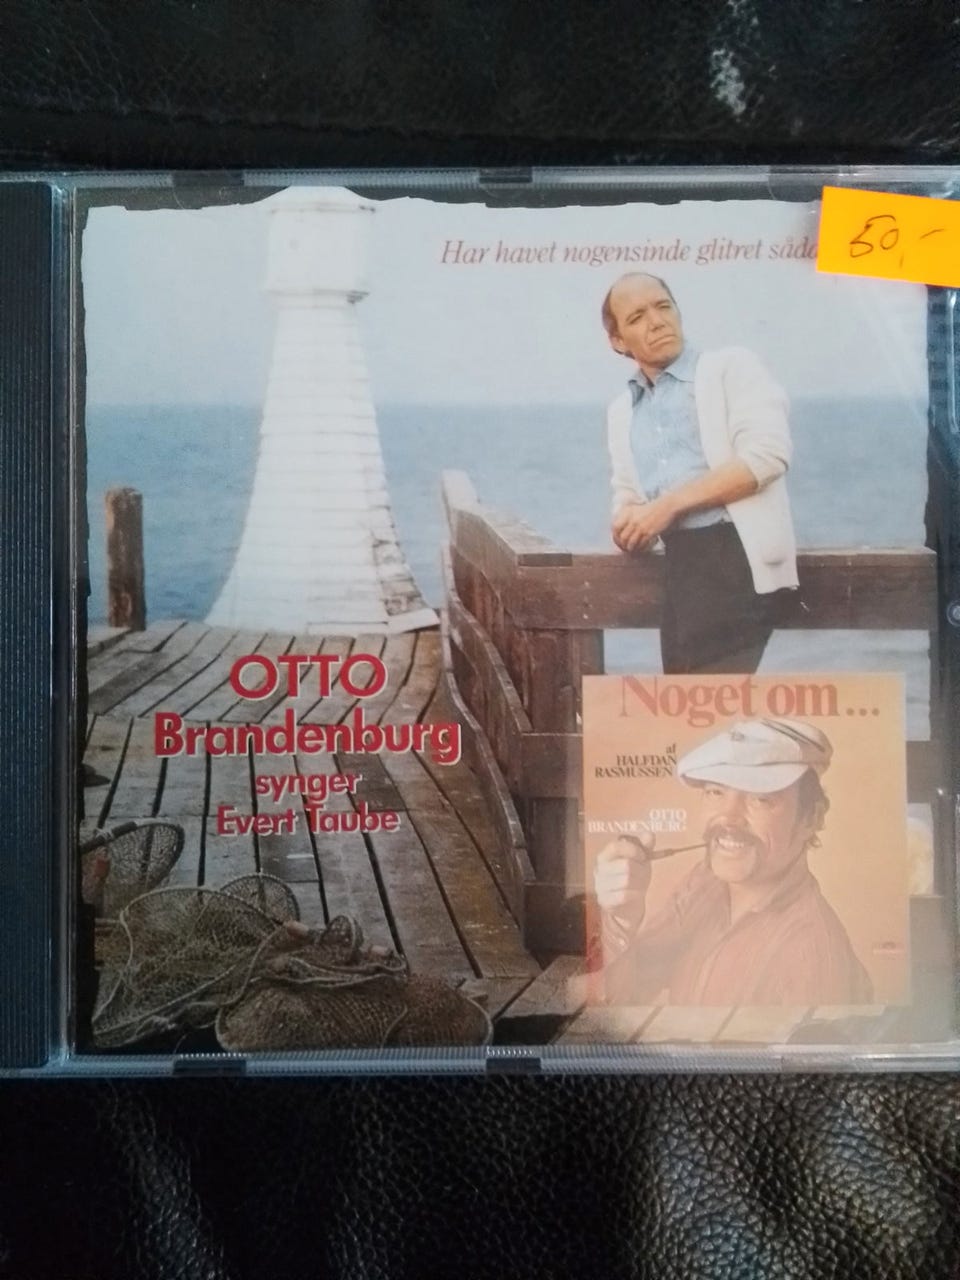 Har havet nogensinde glitret såda
50,-
OTTO
Brandenburg
synger
Evert Taube
Noget om...
af
HALFDAN
RASMUSSEN
OTTO
BRANDENBURG